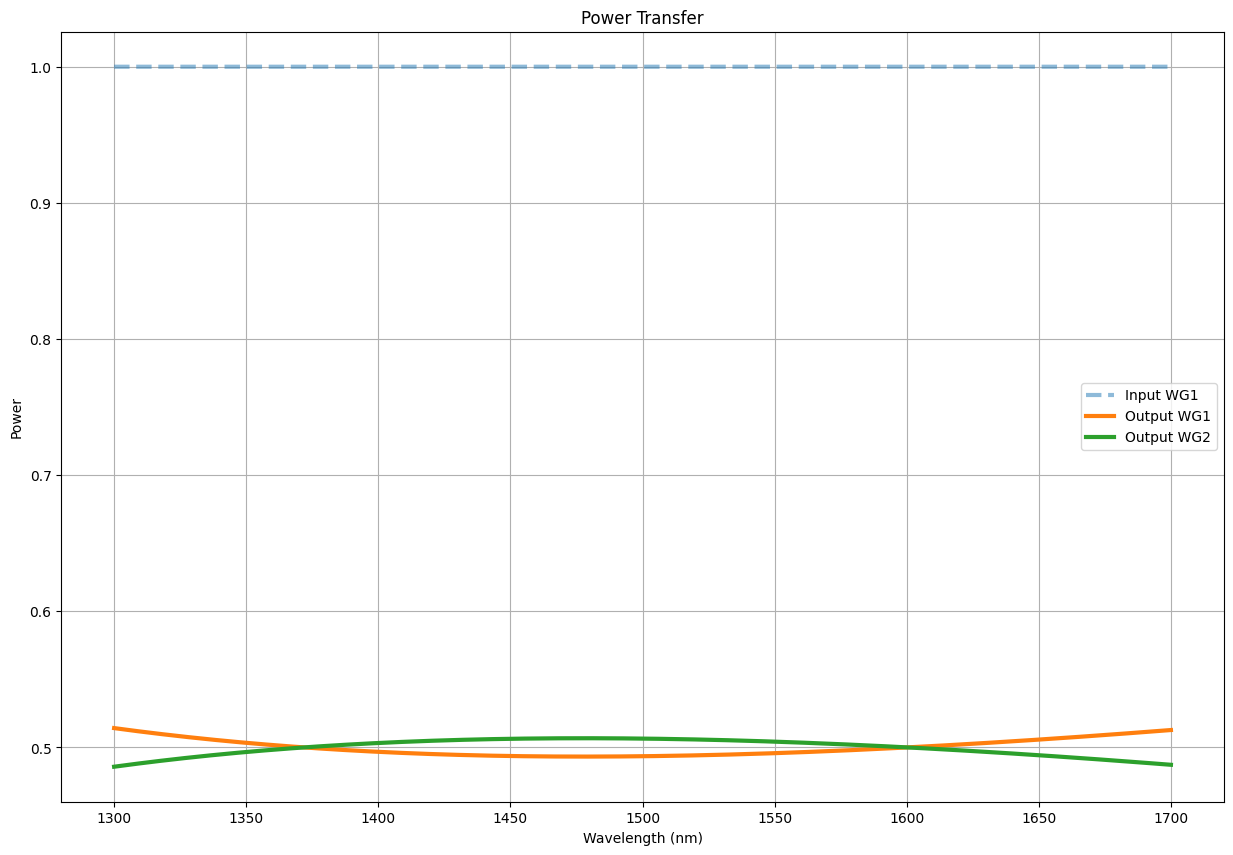 Power Transfer
Power
1.0
0.9
0.8
0.7
0.6
0.5
Input WG1
Output WG1
Output WG2
1300 1350 1400 1450 1500 1550 1600 1650 1700
Wavelength (nm)